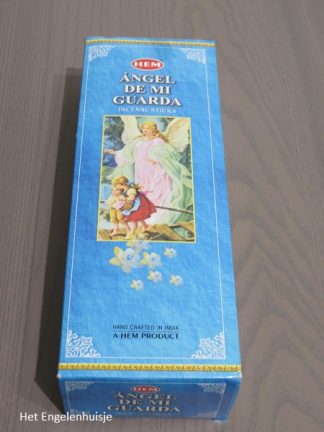 HEM
ÁNGEL
DE MI
GUARDA
INCENSE STICKS
HAND CRAFTED IN INDIA
A HEM PRODUCT
HEM
ÁNGEL
DE MI
GUARDA
Het Engelenhuisje